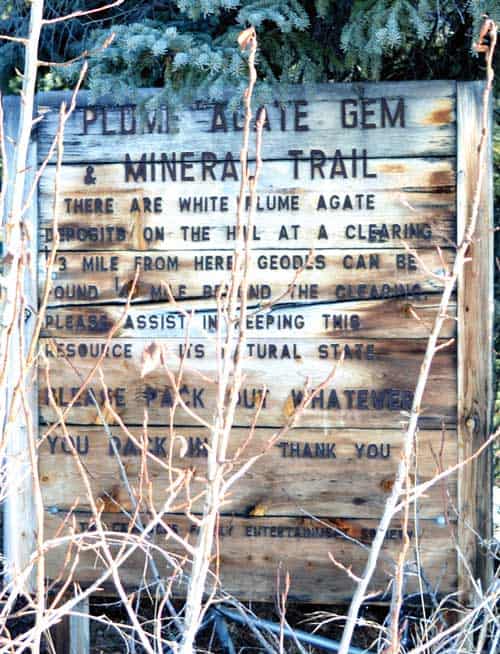 PLUME AGATE GEM
& MINERAL TRAIL
THERE ARE WHITE PLUME AGATE
DEPOSITS ON THE HILL AT A CLEARING
3 MILE FROM HERE GEODES CAN BE
FOUND MILE BEYOND THE CLEARING.
PLEASE ASSIST IN KEEPING THIS
RESOURCE ITS NATURAL STATE
PLEASE PACK OUT WHATEVER
YOU PACK IN THANK YOU
ENTERTAINMENT SOCIETY